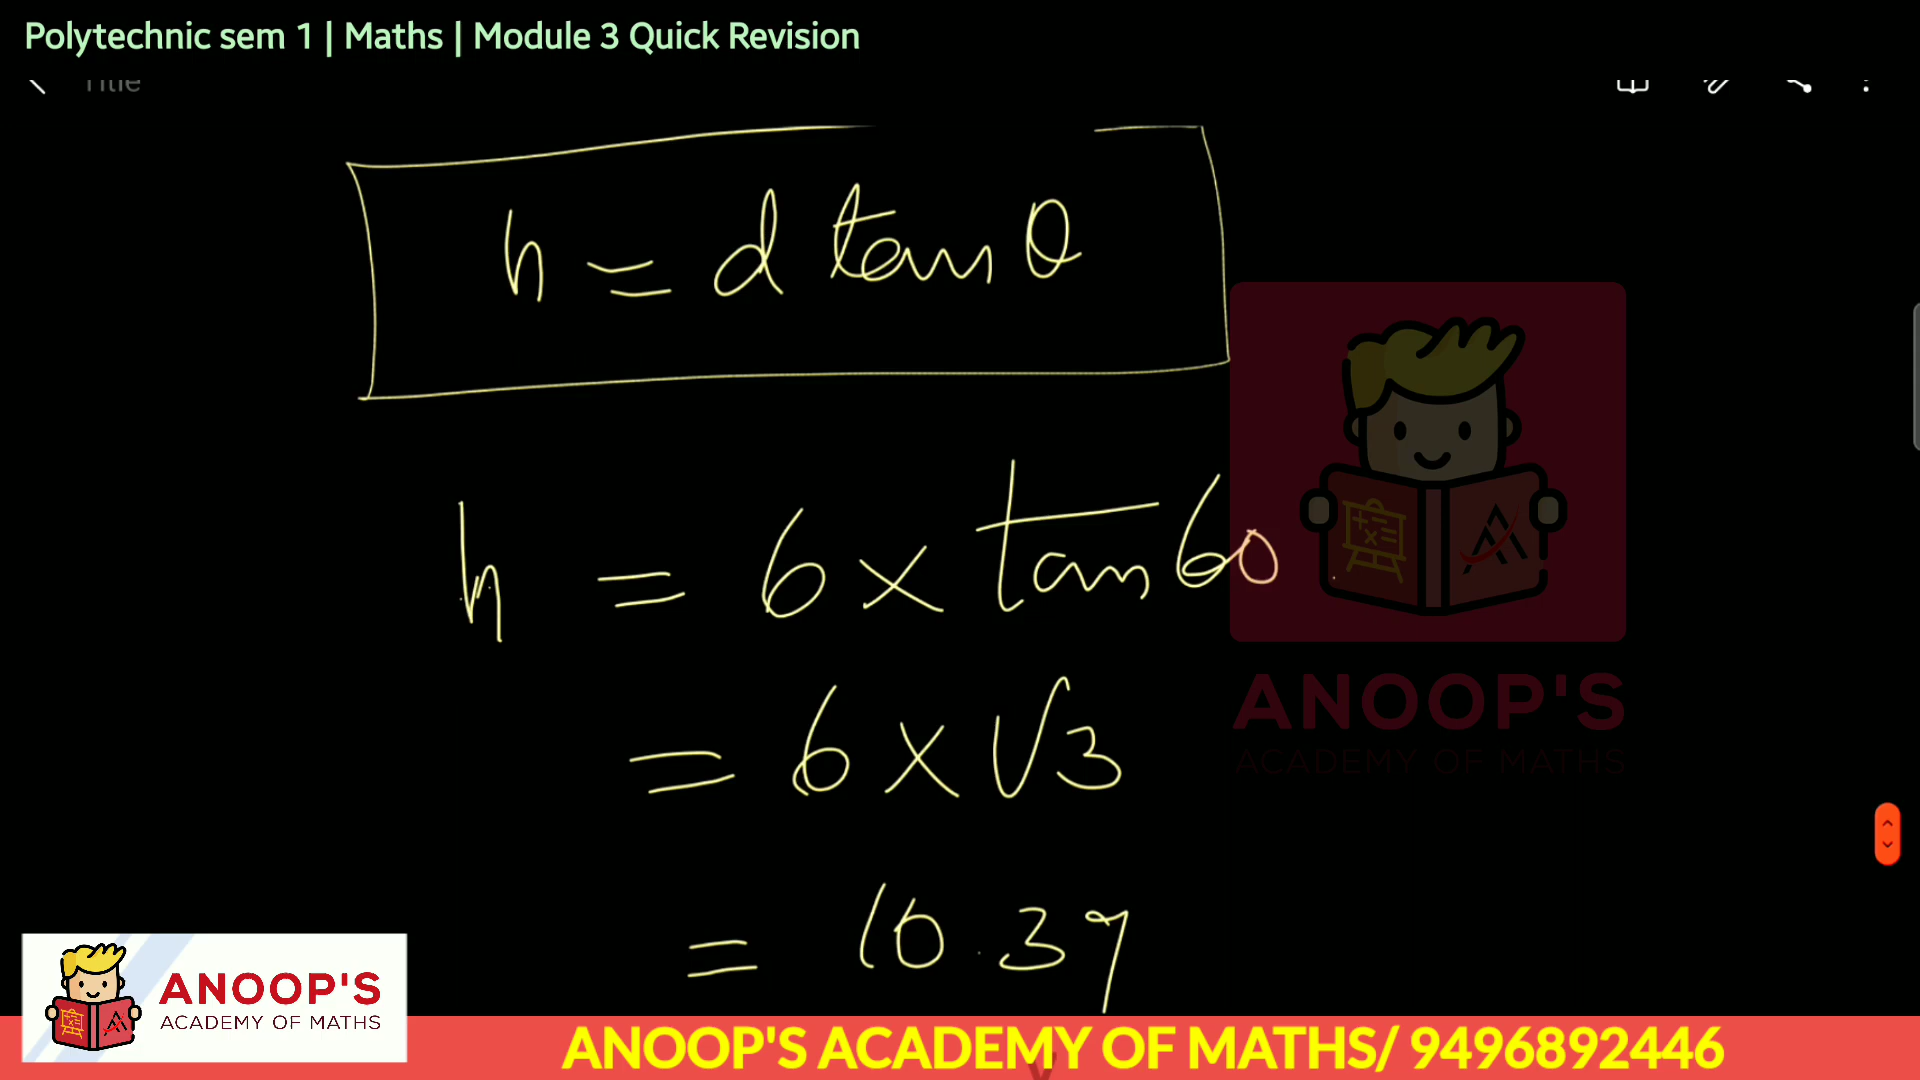 Polytechnic sem 1 | Maths | Module 3 Quick Revision
Title
h = d tan θ
h = 6 × tan 60
= 6 × √3
= 10.39
ANOOP'S
ACADEMY OF MATHS
ANOOP'S
ACADEMY OF MATHS
ANOOP'S ACADEMY OF MATHS/ 9496892446